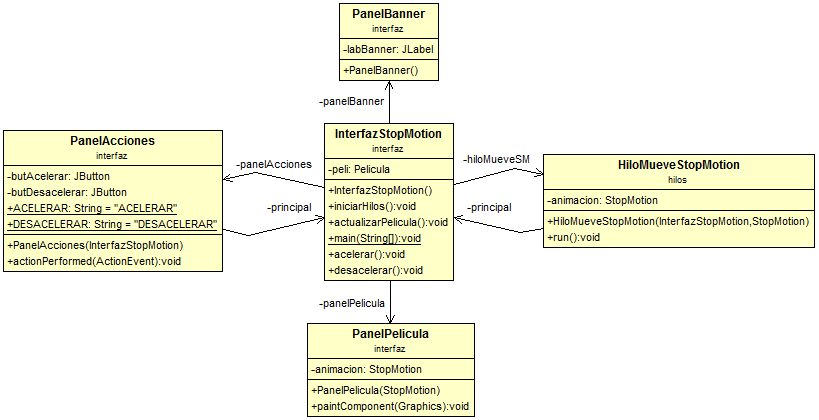 PanelBanner
interfaz
-labBanner: JLabel
+PanelBanner()
-panelBanner
PanelAcciones
interfaz
-butAcelerar: JButton
-butDesacelerar: JButton
+ACELERAR: String = "ACELERAR"
+DESACELERAR: String = "DESACELERAR"
+PanelAcciones(InterfazStopMotion)
+actionPerformed(ActionEvent):void
-panelAcciones
-principal
InterfazStopMotion
interfaz
-peli: Pelicula
+InterfazStopMotion()
+iniciarHilos():void
+actualizarPelicula():void
+main(String[]):void
+acelerar():void
+desacelerar():void
-hiloMueveSM
-principal
HiloMueveStopMotion
hilos
-animacion: StopMotion
+HiloMueveStopMotion(InterfazStopMotion,StopMotion)
+run():void
-panelPelicula
PanelPelicula
interfaz
-animacion: StopMotion
+PanelPelicula(StopMotion)
+paintComponent(Graphics):void